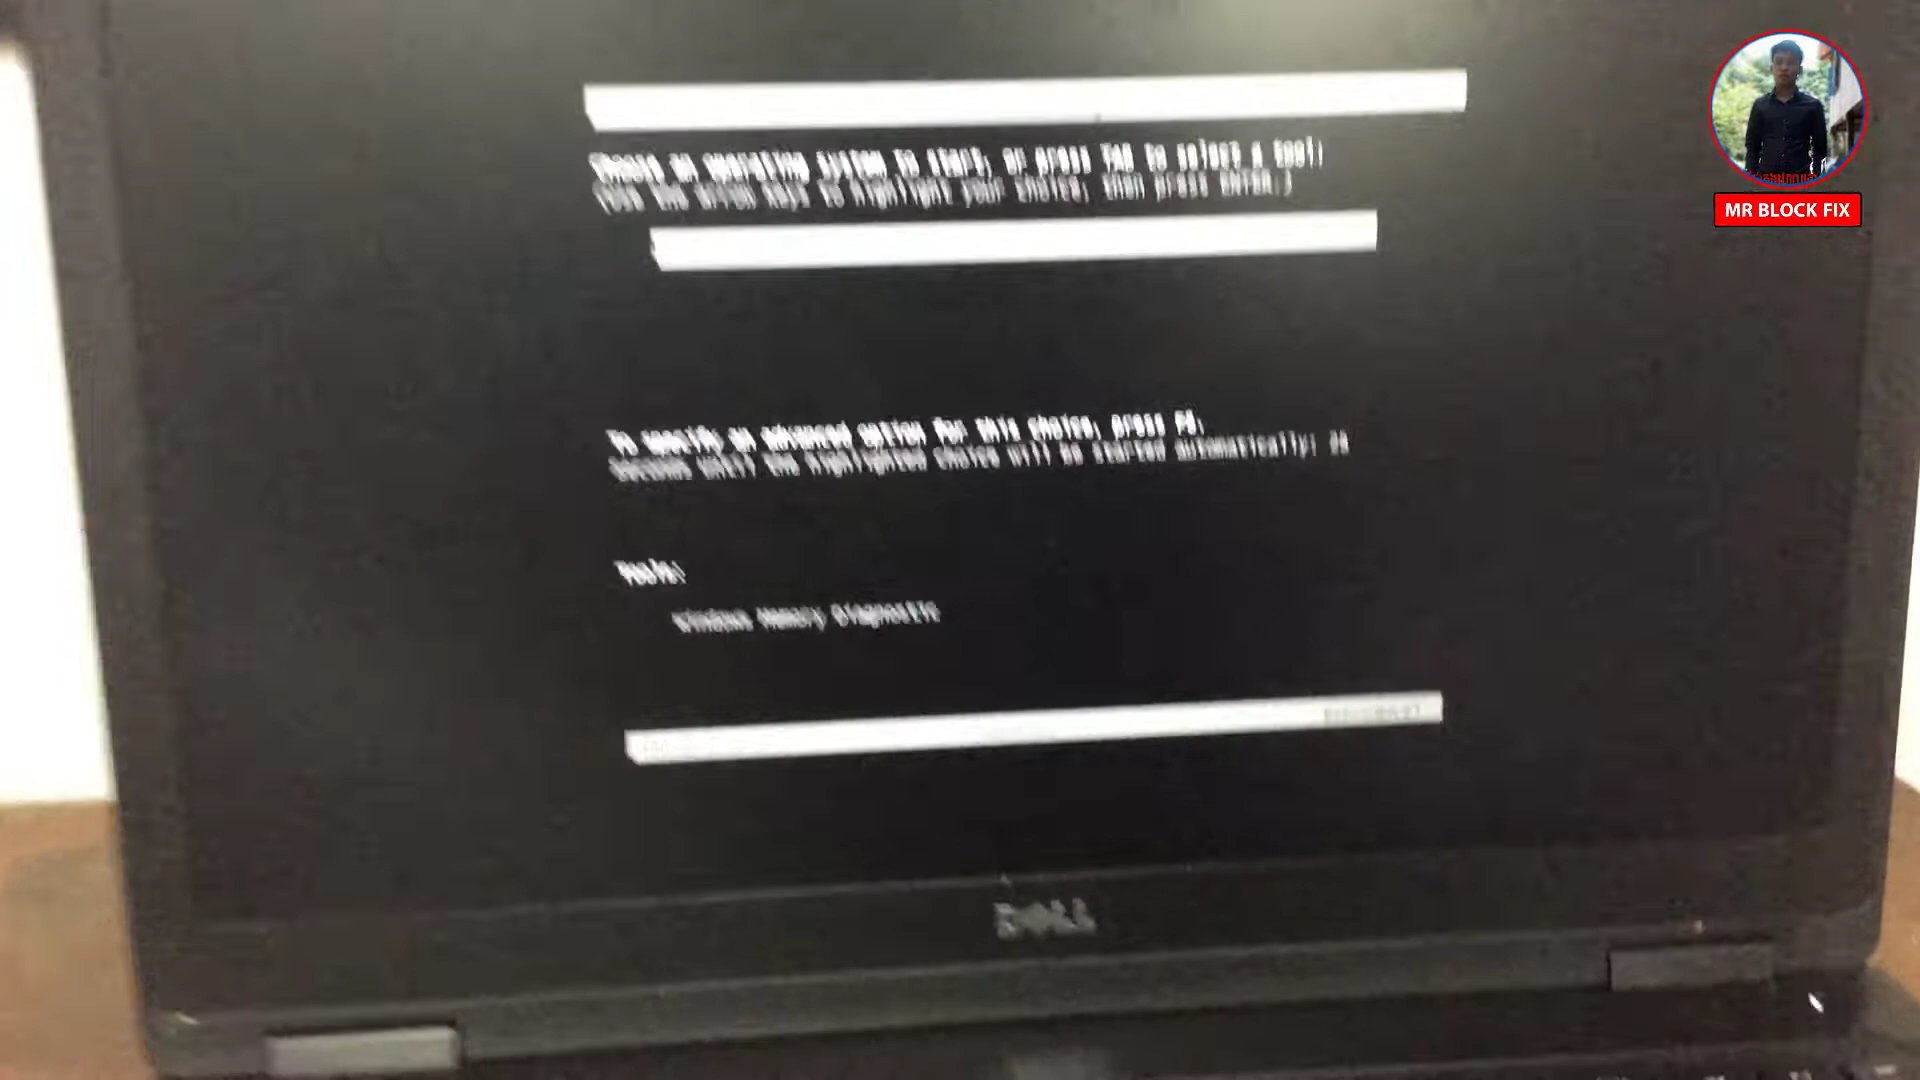 MR BLOCK FIX
Choose an operating system to start, or press TAB to select a tool:
(Use the arrow keys to highlight your choice, then press ENTER.)
To specify an advanced option for this choice, press F8.
Seconds until the highlighted choice will be started automatically:
Tools:
Windows Memory Diagnostic
DELL